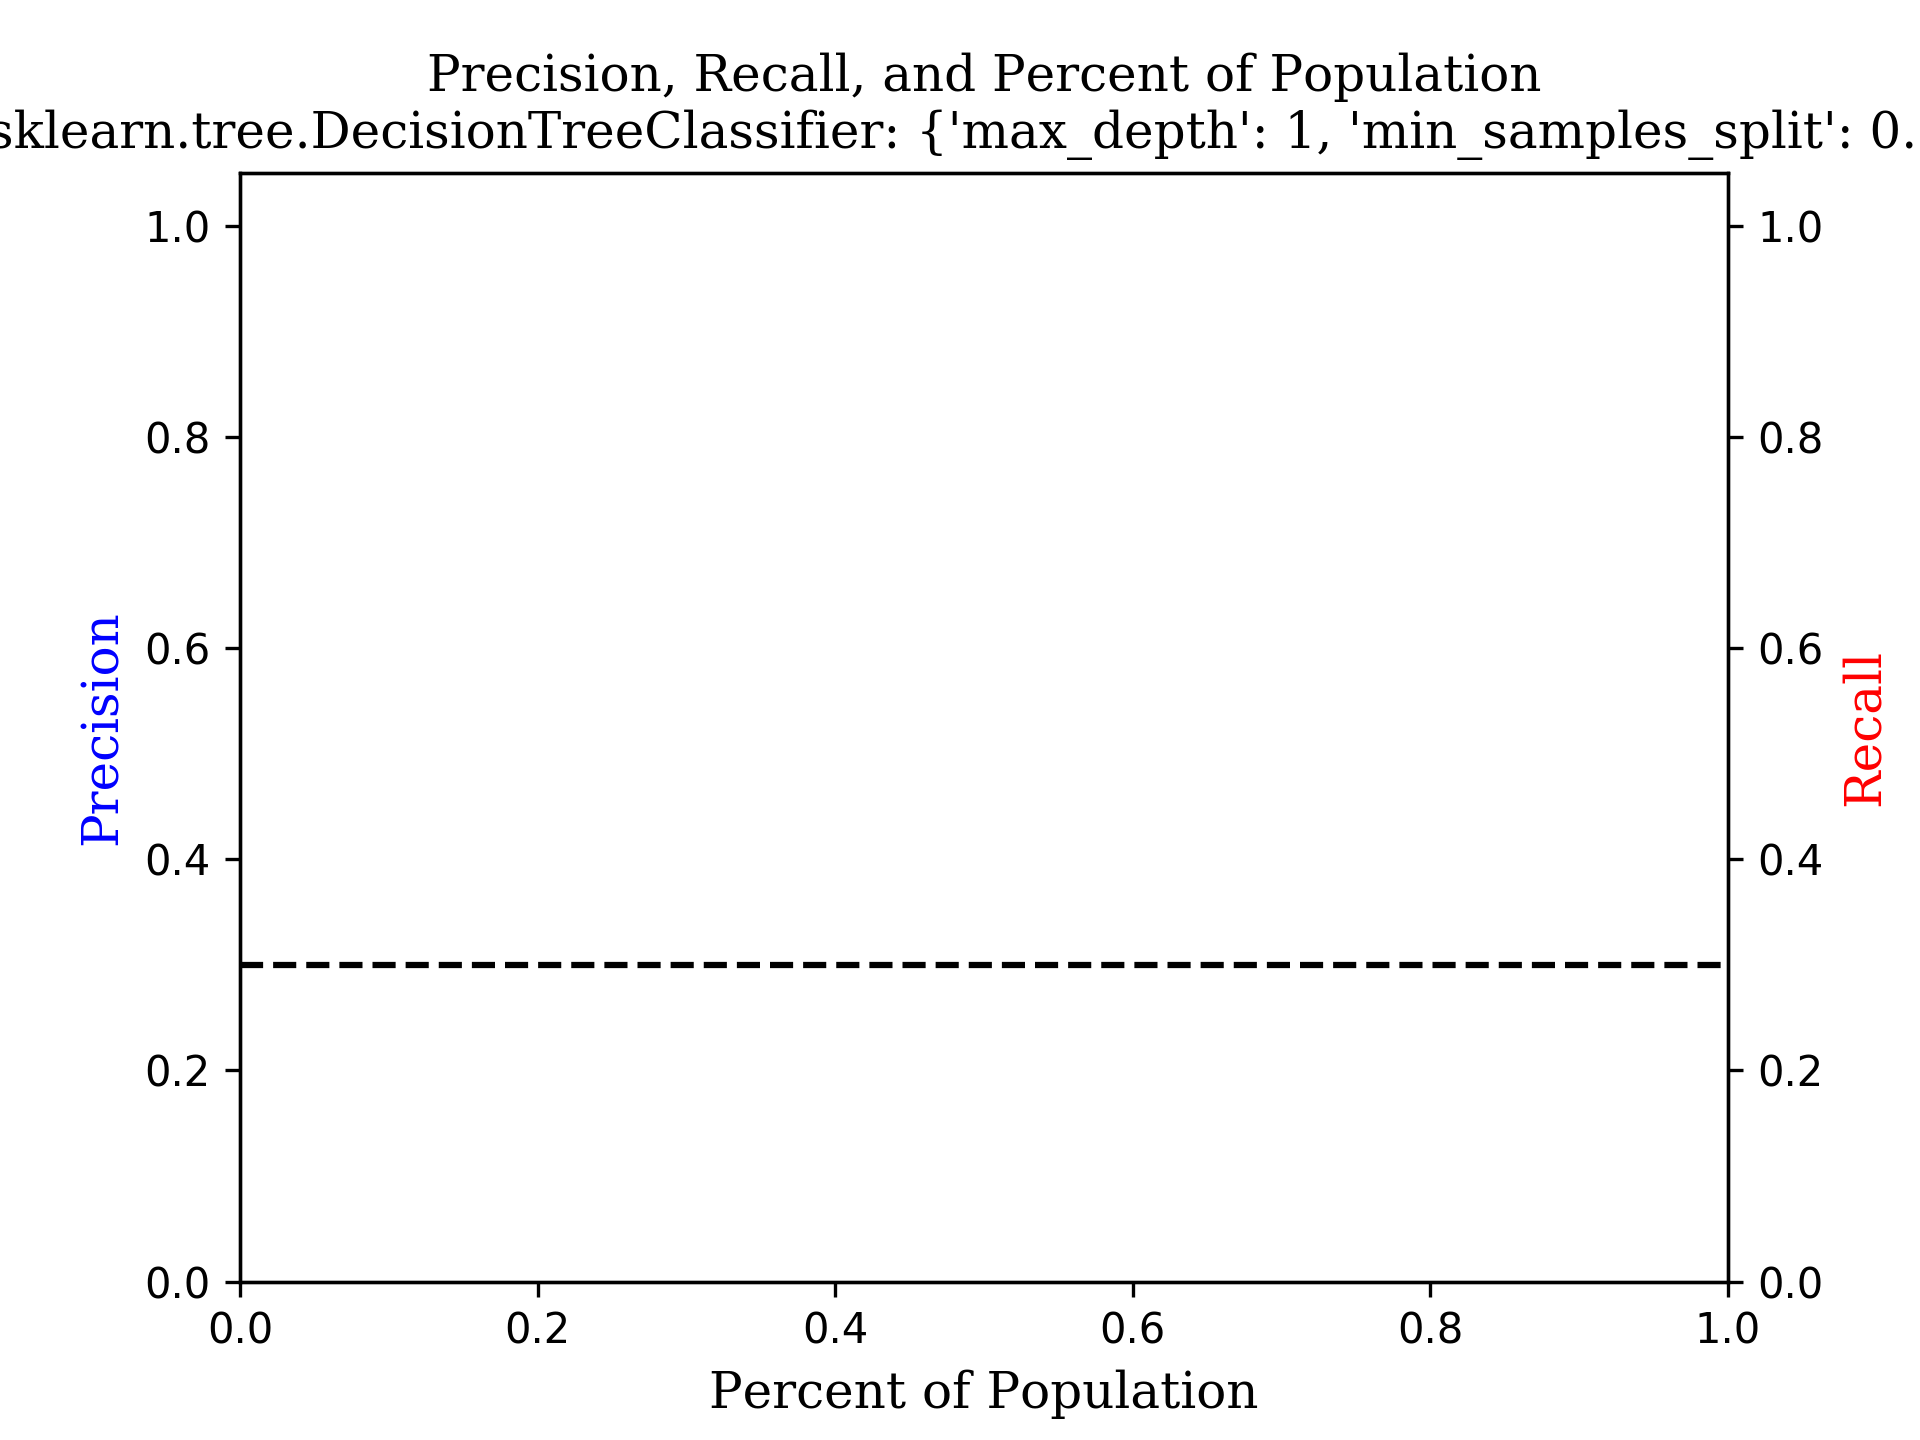 Precision, Recall, and Percent of Population
sklearn.tree.DecisionTreeClassifier: {'max_depth': 1, 'min_samples_split': 0.
1.0
0.8
0.6
0.4
0.2
0.0
Precision
1.0
0.8
0.6
0.4
0.2
0.0
Recall
0.0 0.2 0.4 0.6 0.8 1.0
Percent of Population